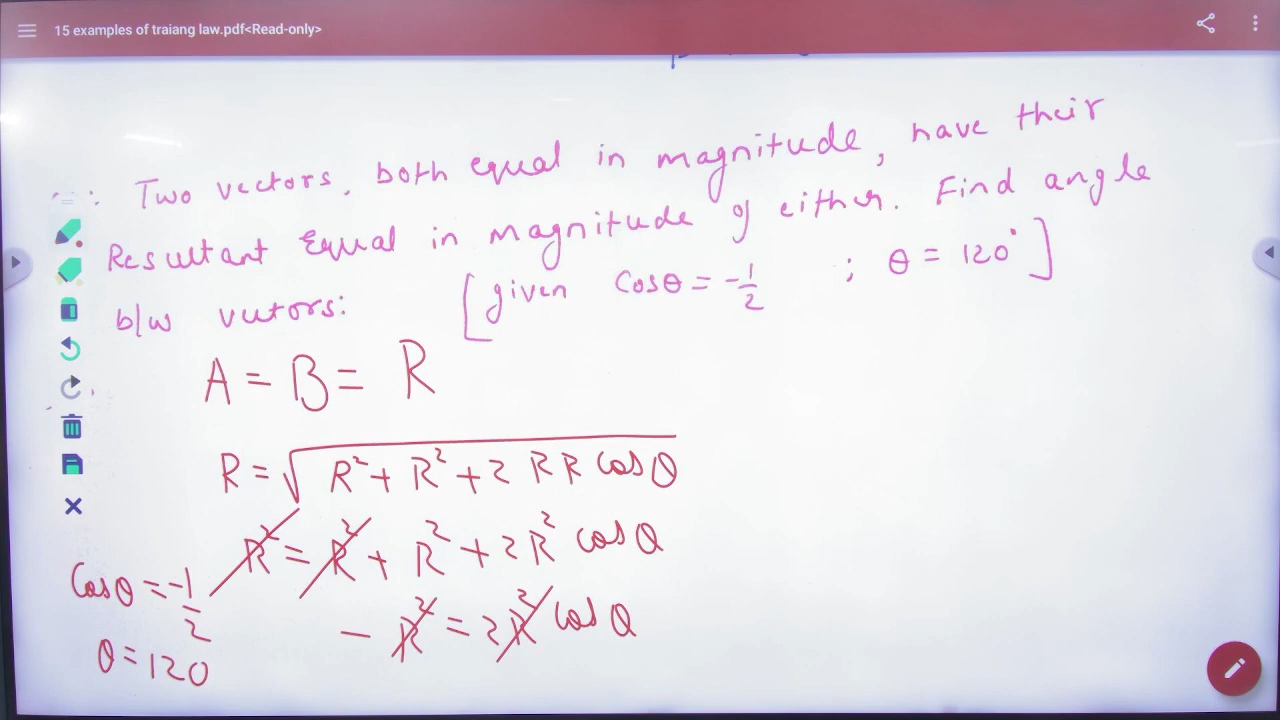 15 examples of traiang law.pdf<Read-only>
Two vectors, both equal in magnitude, have their
Resultant Equal in magnitude of either. Find angle
b/w vectors: [given Cosθ = -1/2 ; θ = 120°]
A = B = R
R = √(R² + R² + 2 R R cosθ)
R² = R² + R² + 2R² cosθ
- R² = 2R² cosθ
Cosθ = -1/2
θ = 120